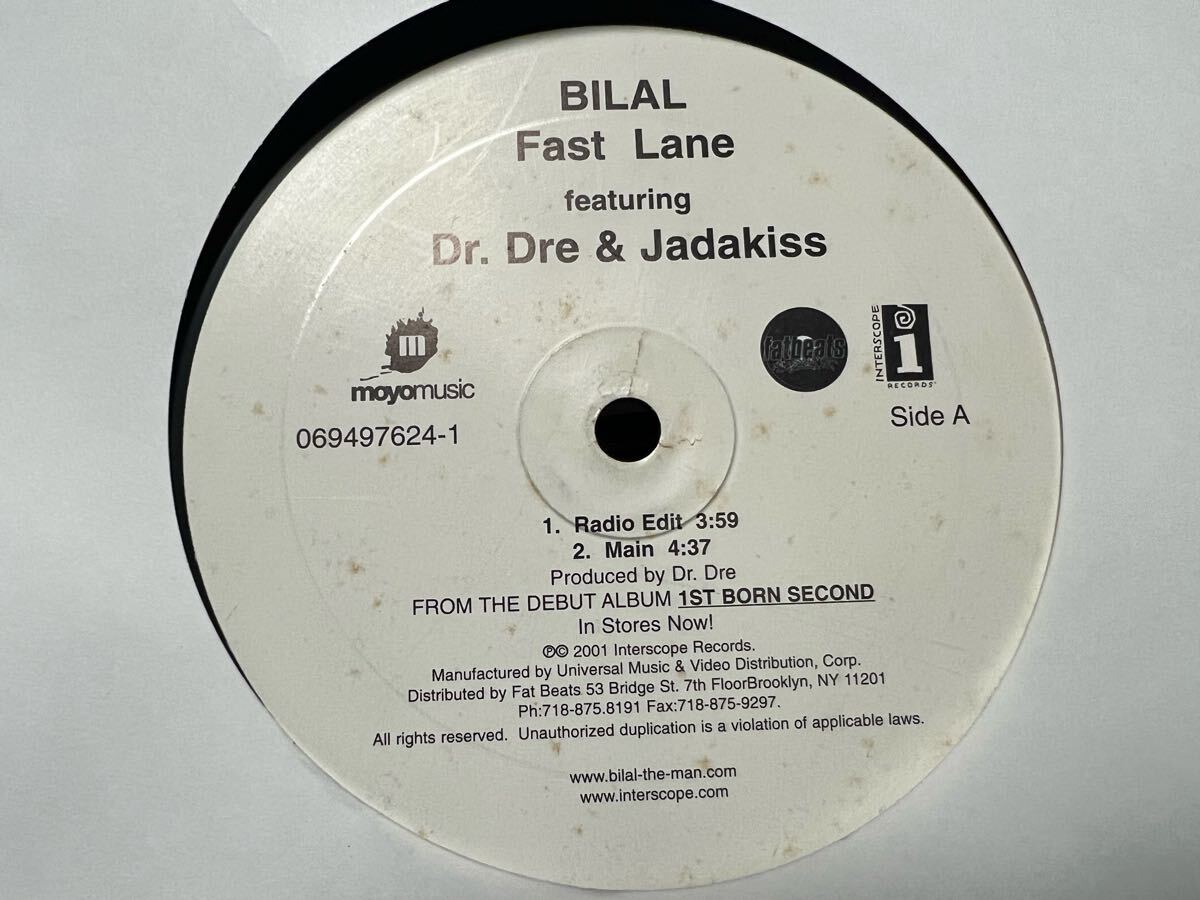 BILAL
Fast Lane
featuring
Dr. Dre & Jadakiss
m
moyomusic
fatbeats
INTERSCOPE
i
RECORDS
069497624-1
Side A
1. Radio Edit 3:59
2. Main 4:37
Produced by Dr. Dre
FROM THE DEBUT ALBUM 1ST BORN SECOND
In Stores Now!
℗© 2001 Interscope Records.
Manufactured by Universal Music & Video Distribution, Corp.
Distributed by Fat Beats 53 Bridge St. 7th FloorBrooklyn, NY 11201
Ph:718-875.8191 Fax:718-875-9297.
All rights reserved. Unauthorized duplication is a violation of applicable laws.
www.bilal-the-man.com
www.interscope.com